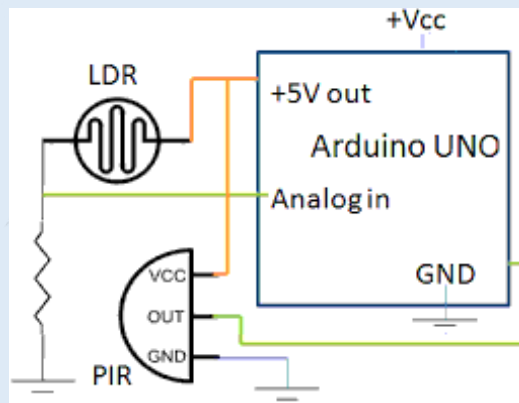 +Vcc
LDR
+5V out
Arduino UNO
Analog in
VCC
OUT
GND
GND
PIR